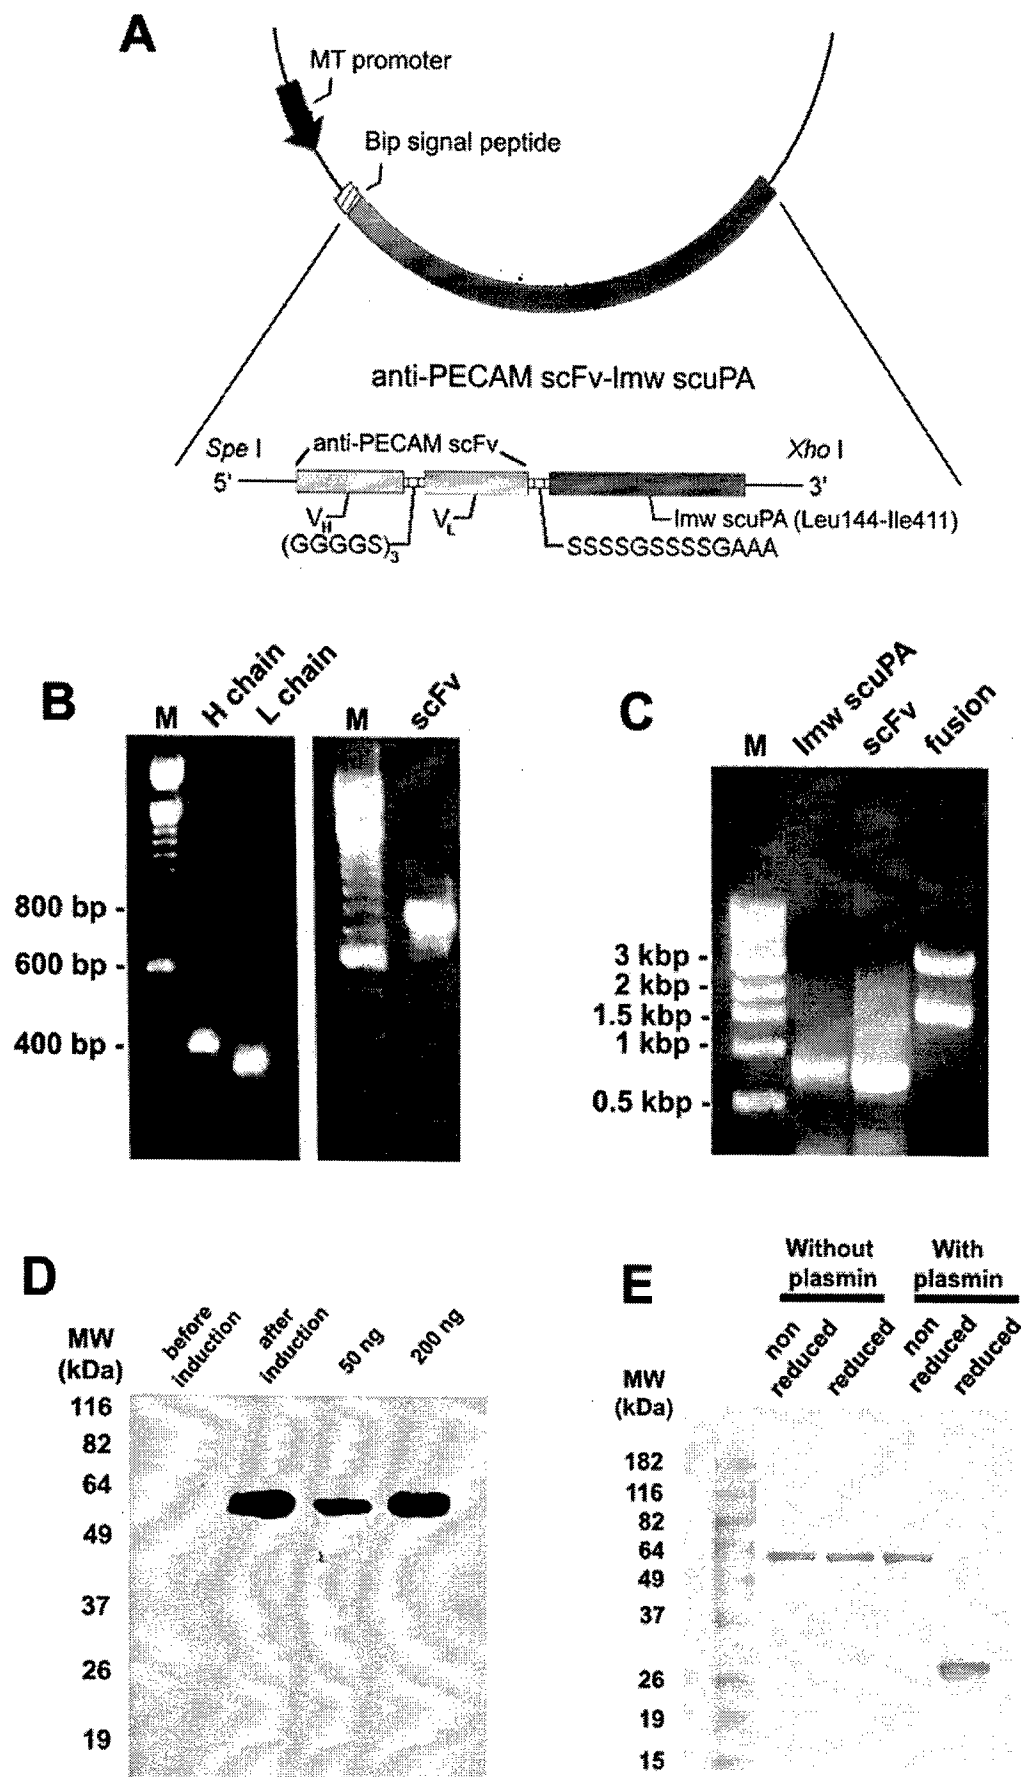 A
MT promoter
Bip signal peptide
anti-PECAM scFv-lmw scuPA
Spe I
anti-PECAM scFv
Xho I
5'
3'
VH
VL
lmw scuPA (Leu144-Ile411)
(GGGGS)3
SSSSGSSSSGAAA
B
M
H chain
L chain
M
scFv
800 bp -
600 bp -
400 bp -
C
M
lmw scuPA
scFv
fusion
3 kbp -
2 kbp -
1.5 kbp -
1 kbp -
0.5 kbp -
D
MW
(kDa)
before
induction
after
induction
50 ng
200 ng
116
82
64
49
37
26
19
E
Without
plasmin
With
plasmin
MW
(kDa)
non
reduced
reduced
non
reduced
reduced
182
116
82
64
49
37
26
19
15